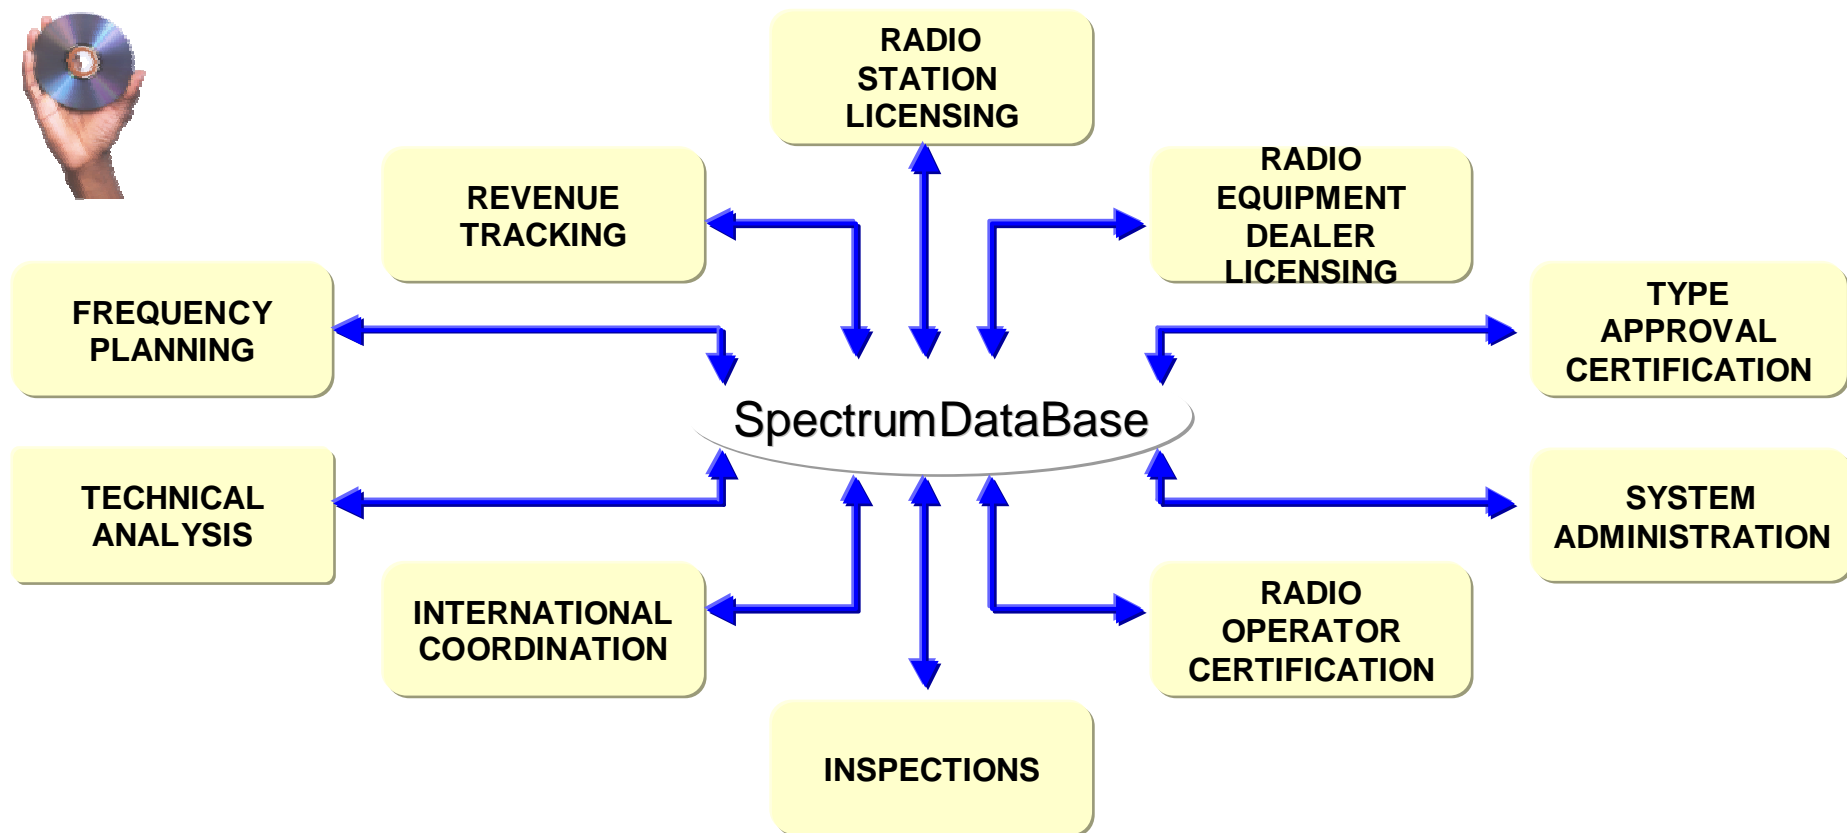 RADIO
STATION
LICENSING
REVENUE
TRACKING
RADIO
EQUIPMENT
DEALER
LICENSING
FREQUENCY
PLANNING
TYPE
APPROVAL
CERTIFICATION
SpectrumDataBase
TECHNICAL
ANALYSIS
SYSTEM
ADMINISTRATION
INTERNATIONAL
COORDINATION
RADIO
OPERATOR
CERTIFICATION
INSPECTIONS